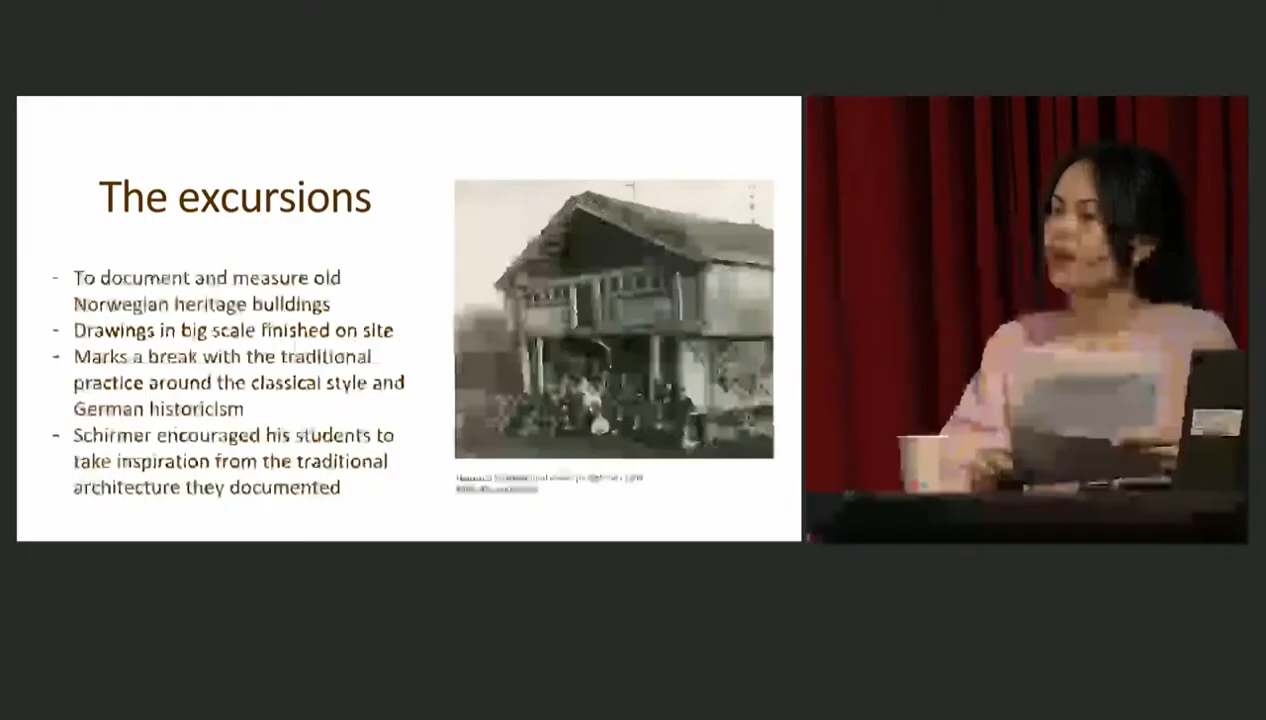 The excursions
- To document and measure old
Norwegian heritage buildings
- Drawings in big scale finished on site
- Marks a break with the traditional
practice around the classical style and
German historicism
- Schirmer encouraged his students to
take inspiration from the traditional
architecture they documented